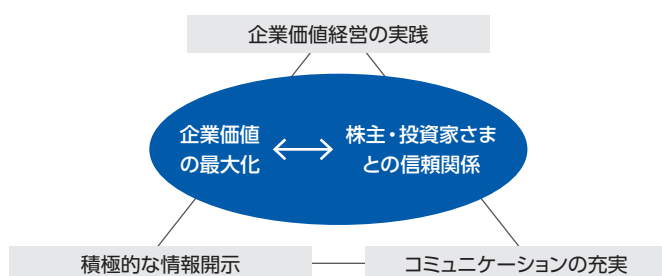 企業価値経営の実践
企業価値
の最大化
株主・投資家さま
との信頼関係
積極的な情報開示
コミュニケーションの充実